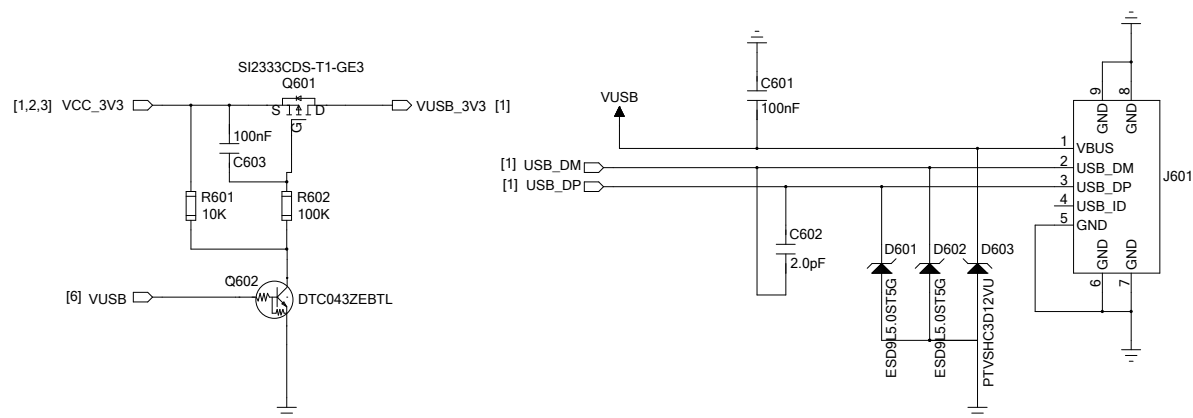 SI2333CDS-T1-GE3
Q601
[1,2,3] VCC_3V3
S
D
G
VUSB_3V3 [1]
100nF
C603
R601
10K
R602
100K
Q602
[6] VUSB
DTC043ZEBTL
VUSB
C601
100nF
[1] USB_DM
[1] USB_DP
C602
2.0pF
D601
D602
D603
ESD9L5.0ST5G
ESD9L5.0ST5G
PTVSHC3D12VU
9
8
GND
GND
1 VBUS
2 USB_DM
3 USB_DP
4 USB_ID
5 GND
J601
GND
GND
6
7